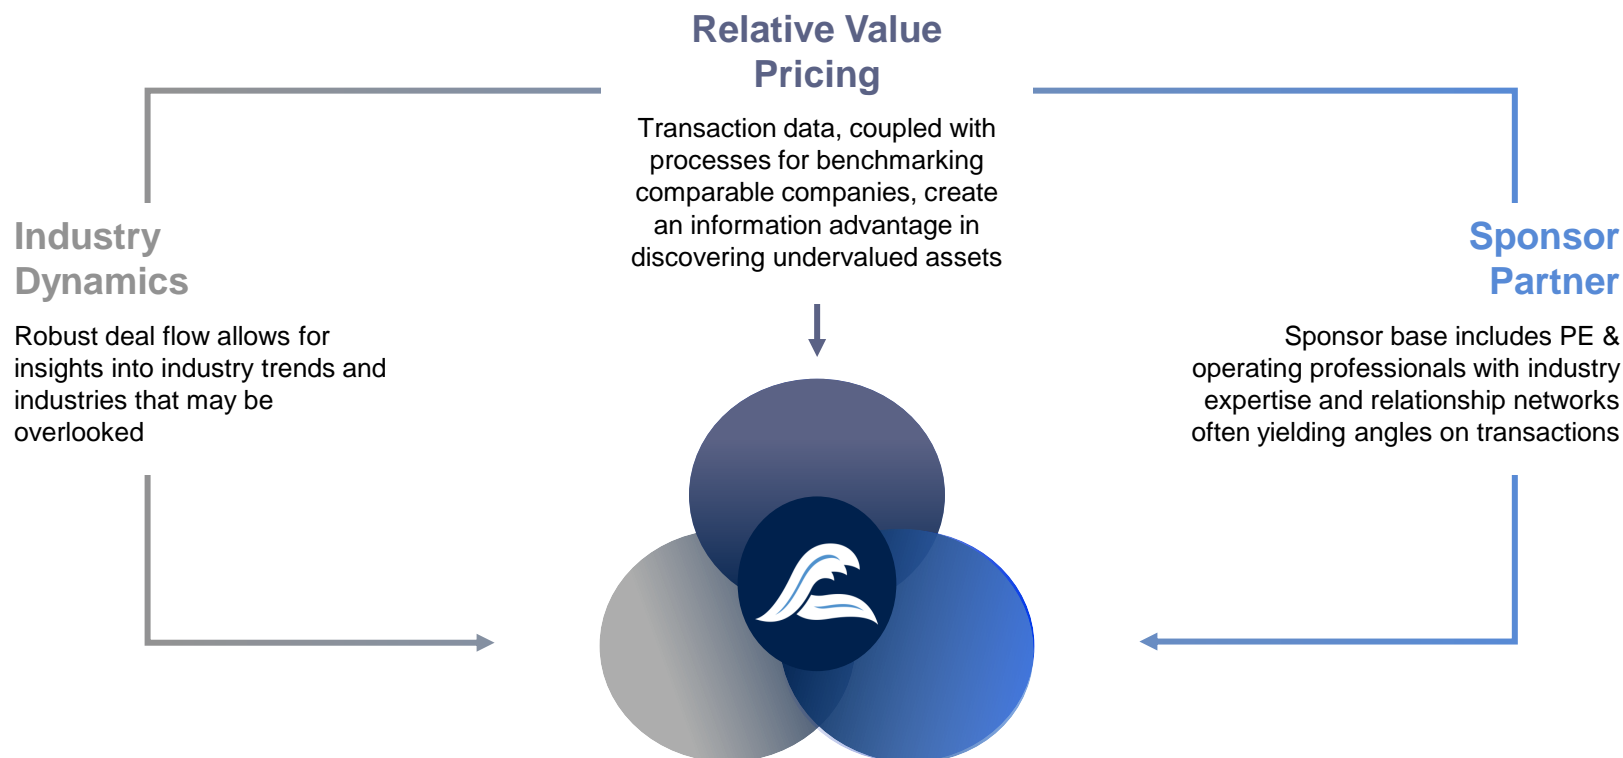 Relative Value
Pricing
Transaction data, coupled with
processes for benchmarking
comparable companies, create
an information advantage in
discovering undervalued assets
Industry
Dynamics
Robust deal flow allows for
insights into industry trends and
industries that may be
overlooked
Sponsor
Partner
Sponsor base includes PE &
operating professionals with industry
expertise and relationship networks
often yielding angles on transactions